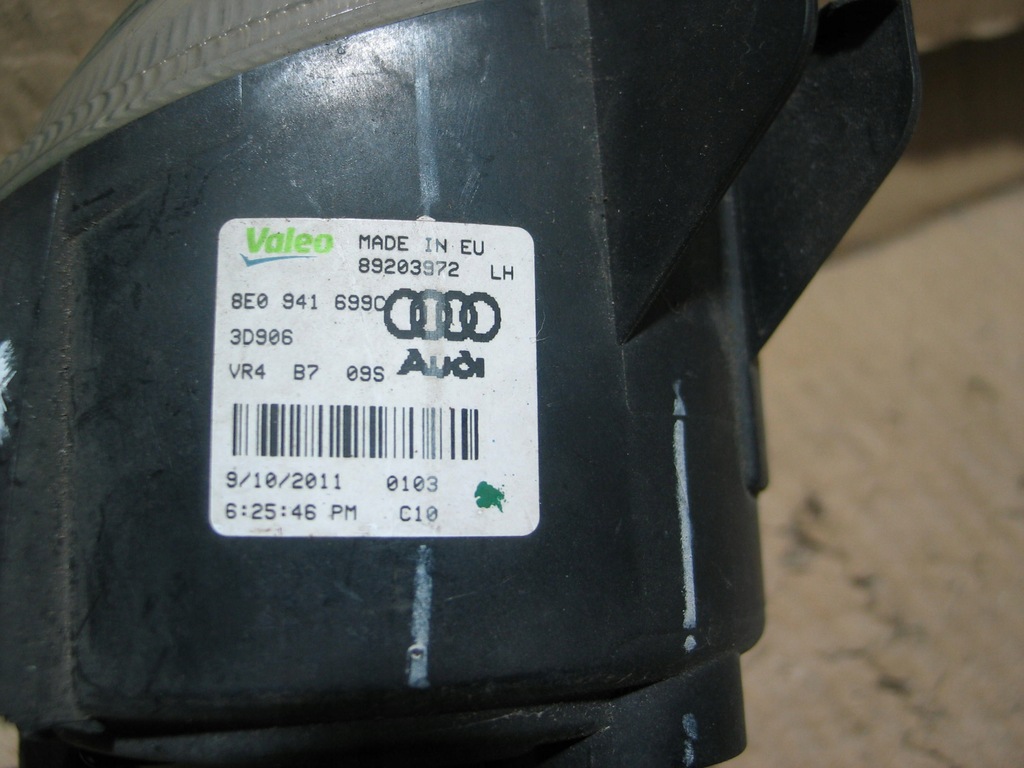 Valeo MADE IN EU
89203972 LH
8E0 941 699C
3D906
Audi
VR4 B7 09S
9/10/2011 0103
6:25:46 PM C10